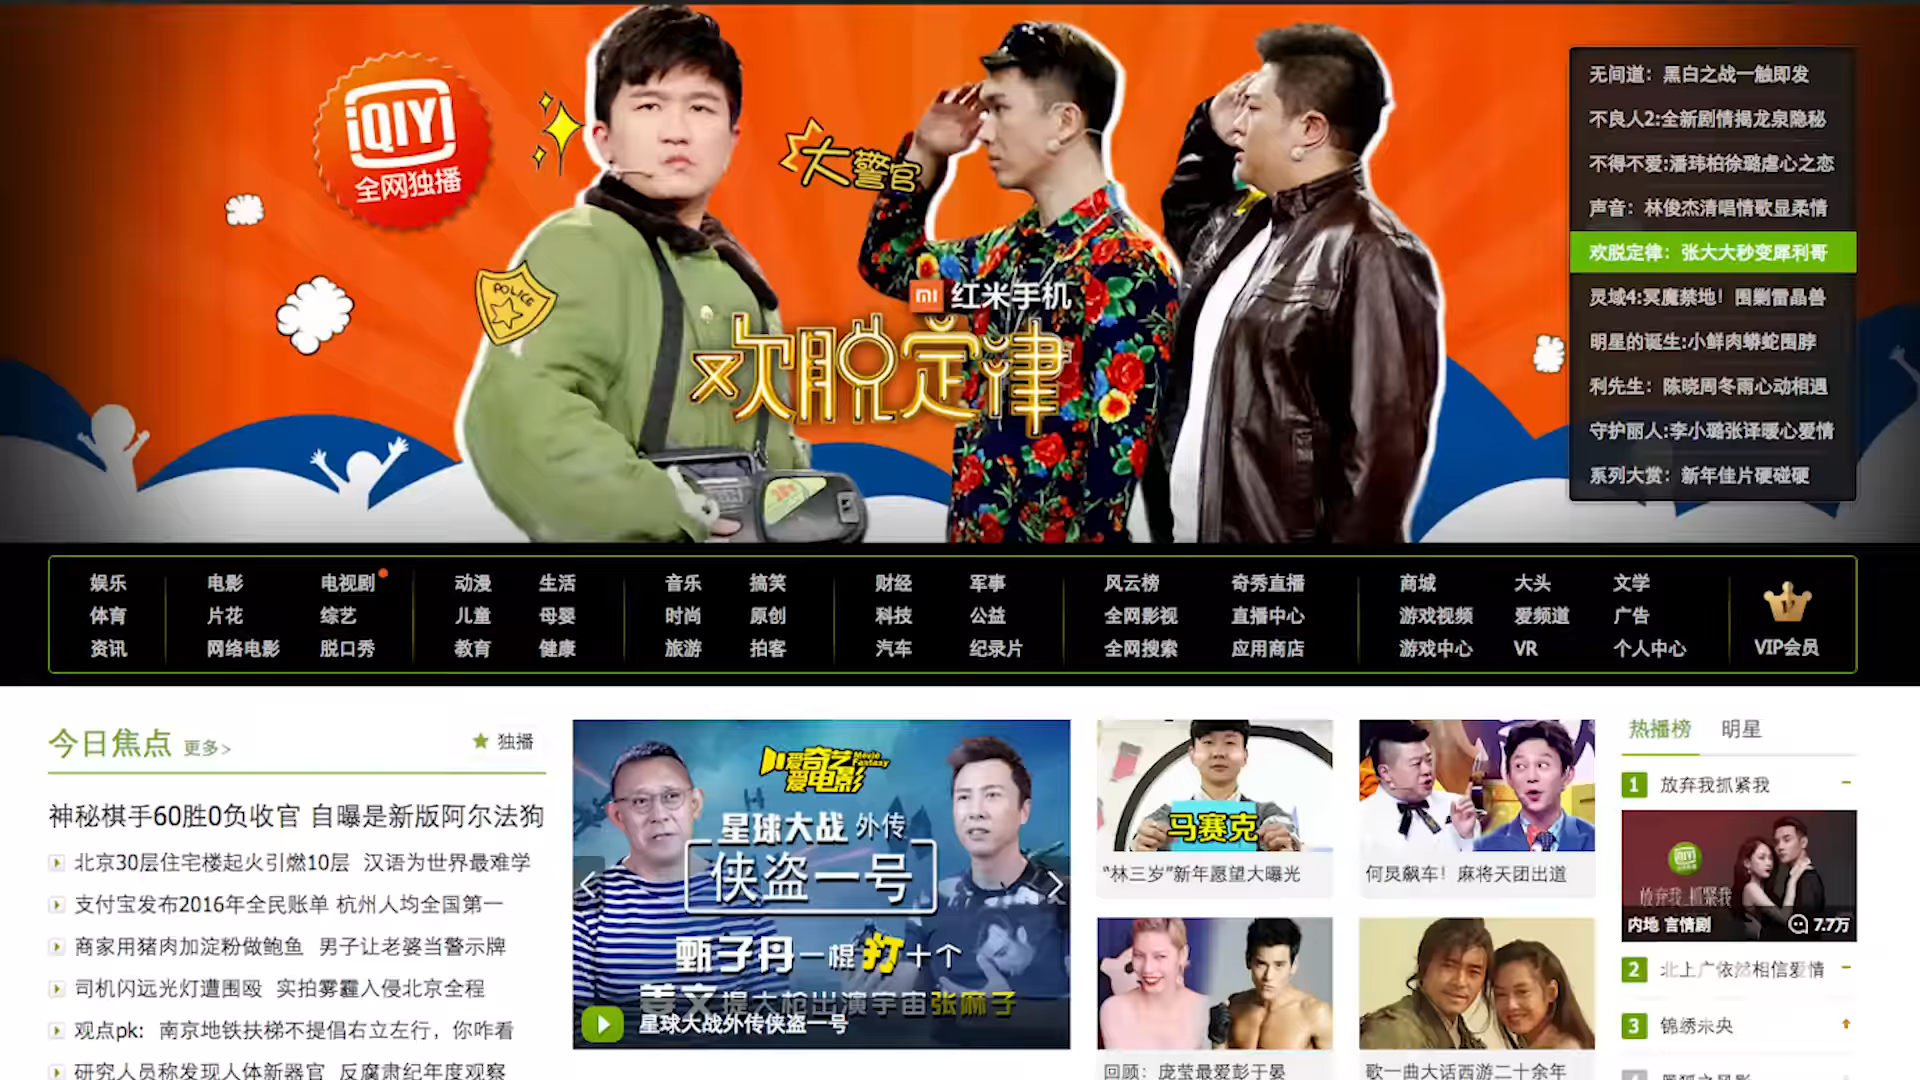 iQIYI
全网独播
大警官
POLICE
mi 红米手机
欢脱定律
无间道：黑白之战一触即发
不良人2:全新剧情揭龙泉隐秘
不得不爱:潘玮柏徐璐虐心之恋
声音：林俊杰清唱情歌显柔情
欢脱定律：张大大秒变犀利哥
灵域4:冥魔禁地！围剿雷晶兽
明星的诞生:小鲜肉蟒蛇围脖
利先生：陈晓周冬雨心动相遇
守护丽人:李小璐张译暖心爱情
系列大赏：新年佳片硬碰硬
娱乐 电影 电视剧 动漫 生活 音乐 搞笑 财经 军事 风云榜 奇秀直播 商城 大头 文学
体育 片花 综艺 儿童 母婴 时尚 原创 科技 公益 全网影视 直播中心 游戏视频 爱频道 广告
资讯 网络电影 脱口秀 教育 健康 旅游 拍客 汽车 纪录片 全网搜索 应用商店 游戏中心 VR 个人中心
VIP会员
今日焦点 更多> 独播
神秘棋手60胜0负收官 自曝是新版阿尔法狗
北京30层住宅楼起火引燃10层 汉语为世界最难学
支付宝发布2016年全民账单 杭州人均全国第一
商家用猪肉加淀粉做鲍鱼 男子让老婆当警示牌
司机闪远光灯遭围殴 实拍雾霾入侵北京全程
观点pk: 南京地铁扶梯不提倡右立左行，你咋看
研究人员称发现人体新器官 反腐肃纪年度观察
爱奇艺 Movie
爱电影 Fantasy
星球大战 外传
侠盗一号
甄子丹一棍打十个
姜文提大枪出演宇宙张麻子
星球大战外传侠盗一号
马赛克
“林三岁”新年愿望大曝光
何炅飙车！麻将天团出道
回顾：庞莹最爱彭于晏
歌一曲大话西游二十余年
热播榜 明星
1 放弃我抓紧我
iQIYI
放弃我 抓紧我
内地 言情剧 7.7万
2 北上广依然相信爱情
3 锦绣未央